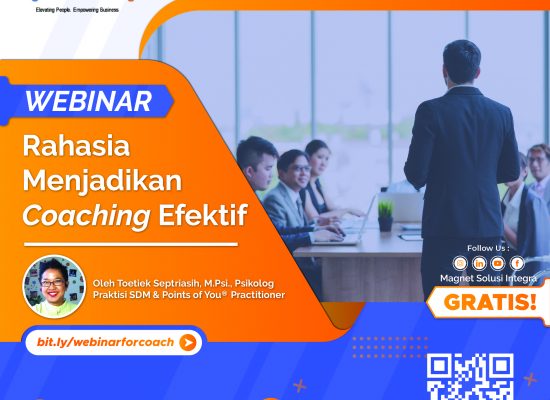 Elevating People. Empowering Business
WEBINAR
Rahasia
Menjadikan
Coaching Efektif
Oleh Toetiek Septriasih, M.Psi., Psikolog
Praktisi SDM & Points of You® Practitioner
bit.ly/webinarforcoach
Follow Us :
Magnet Solusi Integra
GRATIS!